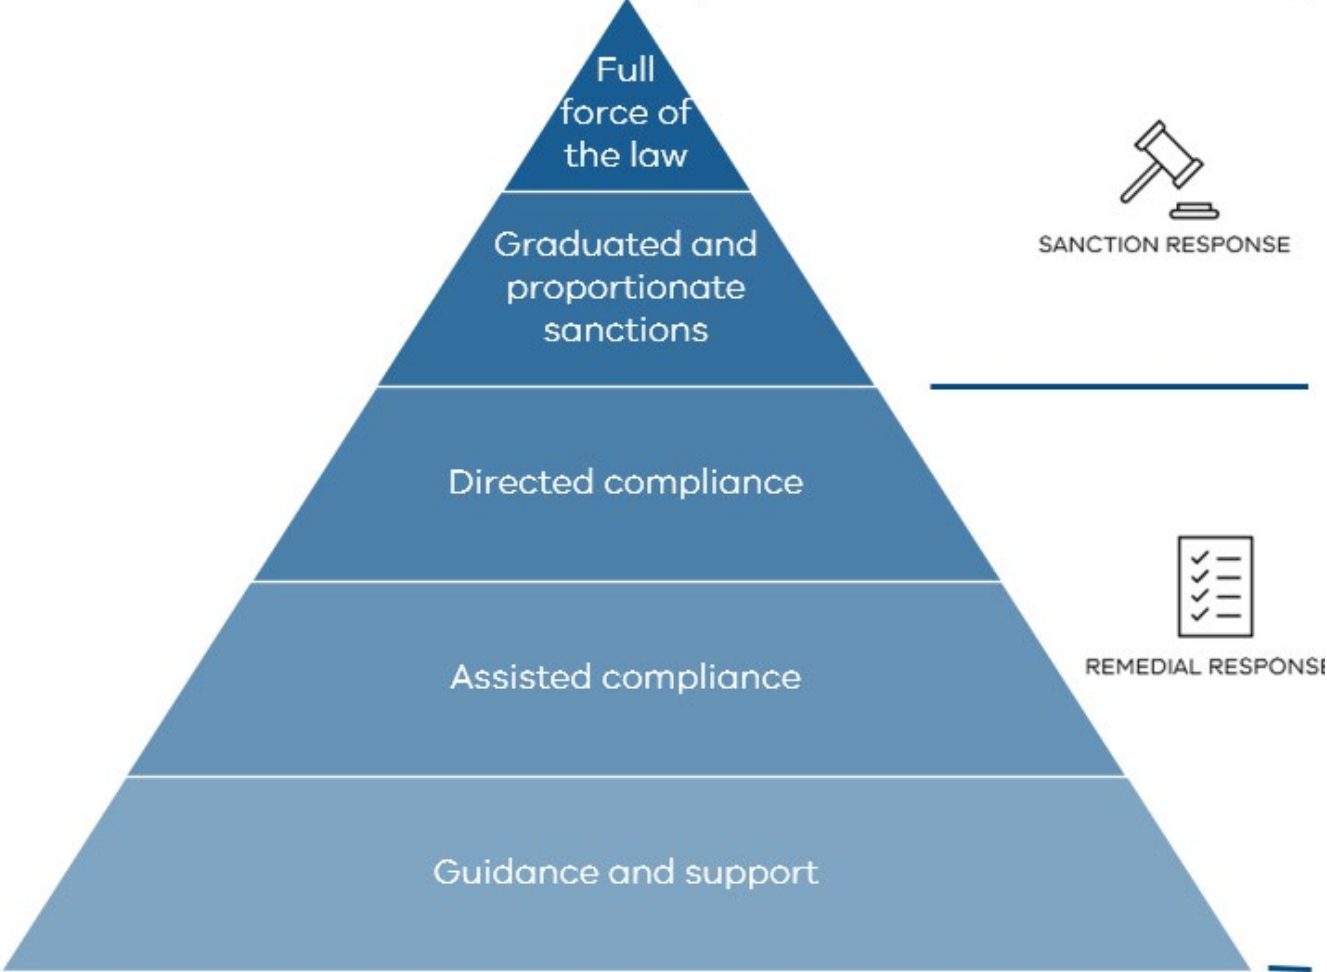 Full
force of
the law
SANCTION RESPONSE
Graduated and
proportionate
sanctions
Directed compliance
REMEDIAL RESPONSE
Assisted compliance
Guidance and support